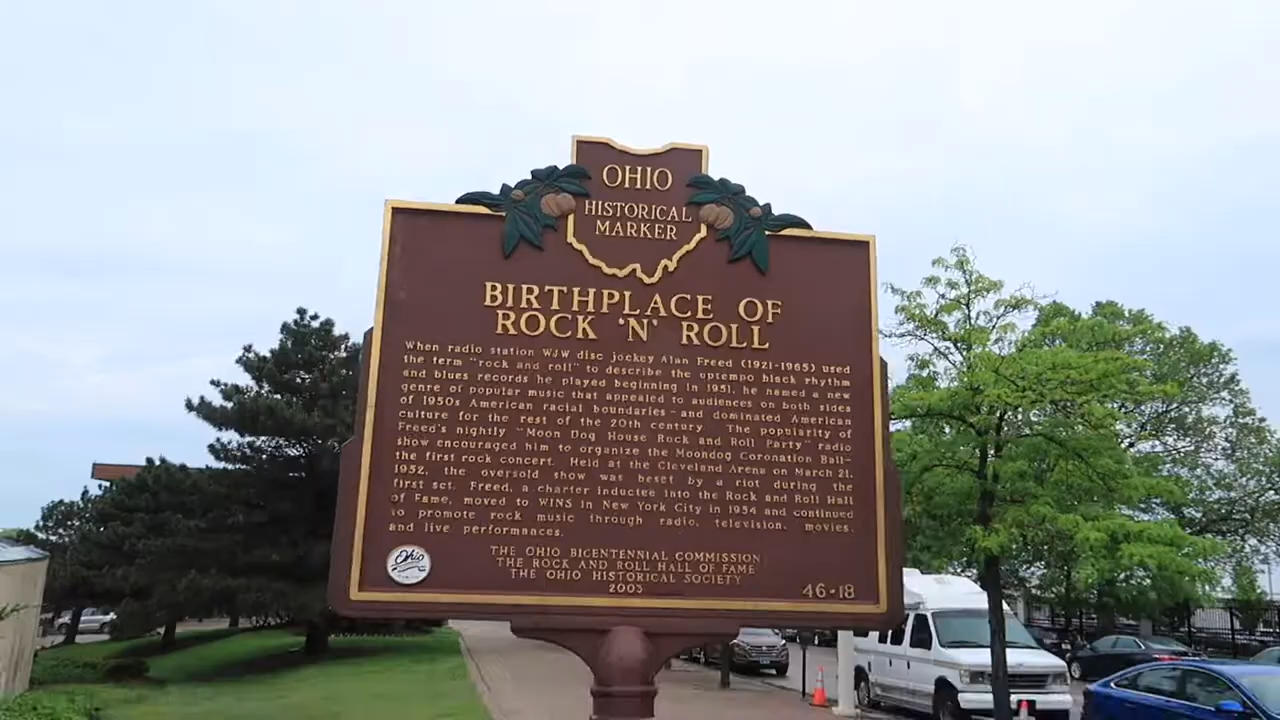 OHIO
HISTORICAL
MARKER
BIRTHPLACE OF
ROCK 'N' ROLL
When radio station WJW disc jockey Alan Freed (1921-1965) used
the term "rock and roll" to describe the uptempo black rhythm
and blues records he played beginning in 1951, he named a new
genre of popular music that appealed to audiences on both sides
of 1950s American racial boundaries-and dominated American
culture for the rest of the 20th century. The popularity of
Freed's nightly "Moon Dog House Rock and Roll Party" radio
show encouraged him to organize the Moondog Coronation Ball-
the first rock concert. Held at the Cleveland Arena on March 21,
1952, the oversold show was beset by a riot during the
first set. Freed, a charter inductee into the Rock and Roll Hall
of Fame, moved to WINS in New York City in 1954 and continued
to promote rock music through radio, television, movies,
and live performances.
Ohio
THE OHIO BICENTENNIAL COMMISSION
THE ROCK AND ROLL HALL OF FAME
THE OHIO HISTORICAL SOCIETY
2003
46-18